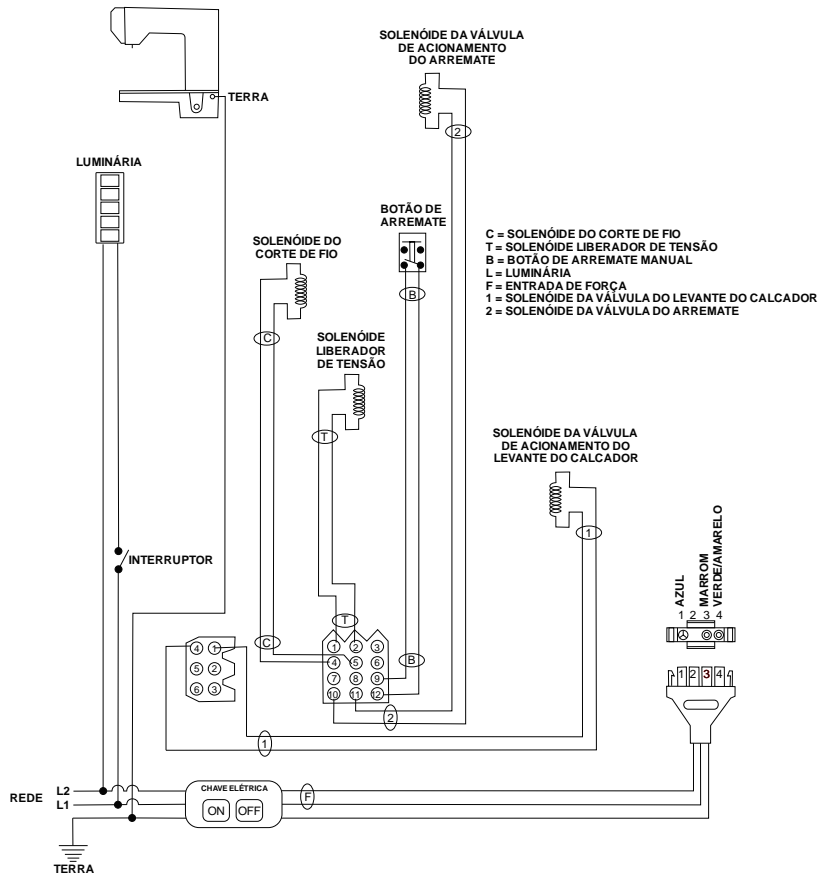 SOLENÓIDE DA VÁLVULA
DE ACIONAMENTO
DO ARREMATE
TERRA
2
LUMINÁRIA
BOTÃO DE
ARREMATE
SOLENÓIDE DO
CORTE DE FIO
B
C = SOLENÓIDE DO CORTE DE FIO
T = SOLENÓIDE LIBERADOR DE TENSÃO
B = BOTÃO DE ARREMATE MANUAL
L = LUMINÁRIA
F = ENTRADA DE FORÇA
1 = SOLENÓIDE DA VÁLVULA DO LEVANTE DO CALCADOR
2 = SOLENÓIDE DA VÁLVULA DO ARREMATE
C
SOLENÓIDE
LIBERADOR
DE TENSÃO
T
SOLENÓIDE DA VÁLVULA
DE ACIONAMENTO DO
LEVANTE DO CALCADOR
1
INTERRUPTOR
AZUL
MARROM
VERDE/AMARELO
1 2 3 4
T
C
B
1 2 3
4 5 6
7 8 9
10 11 12
4 1
5 2
6 3
1 2 3 4
2
1
REDE
L2
L1
CHAVE ELÉTRICA
ON OFF
F
TERRA